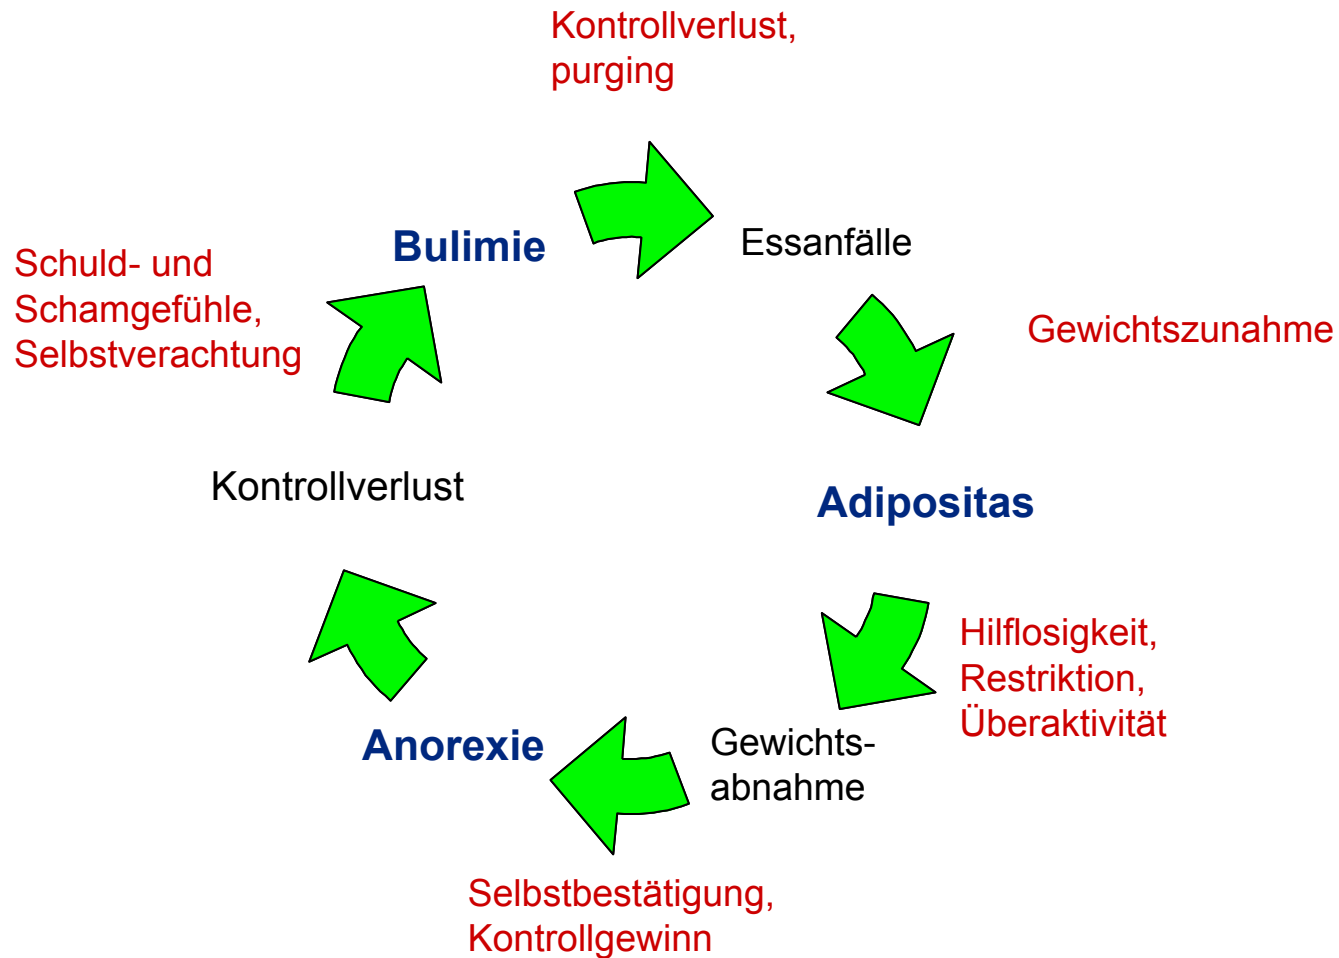 Kontrollverlust,
purging
Bulimie
Essanfälle
Schuld- und
Schamgefühle,
Selbstverachtung
Gewichtszunahme
Kontrollverlust
Adipositas
Hilflosigkeit,
Restriktion,
Überaktivität
Anorexie
Gewichts-
abnahme
Selbstbestätigung,
Kontrollgewinn